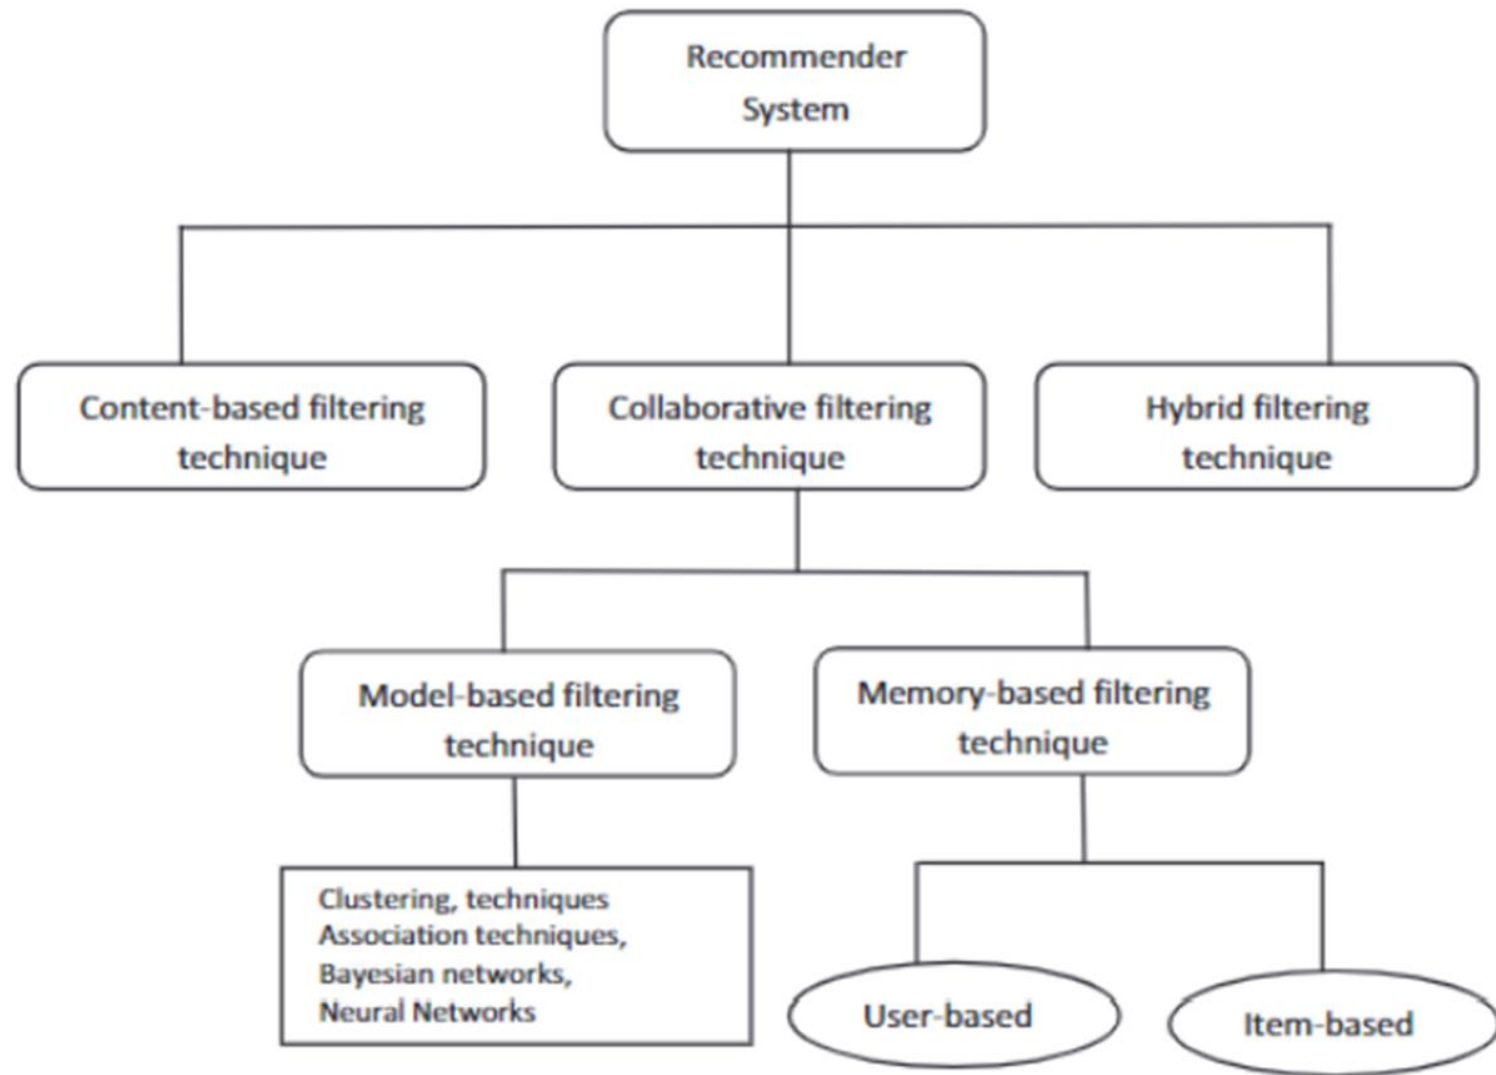 Recommender
System
Content-based filtering
technique
Collaborative filtering
technique
Hybrid filtering
technique
Model-based filtering
technique
Memory-based filtering
technique
Clustering, techniques
Association techniques,
Bayesian networks,
Neural Networks
User-based
Item-based